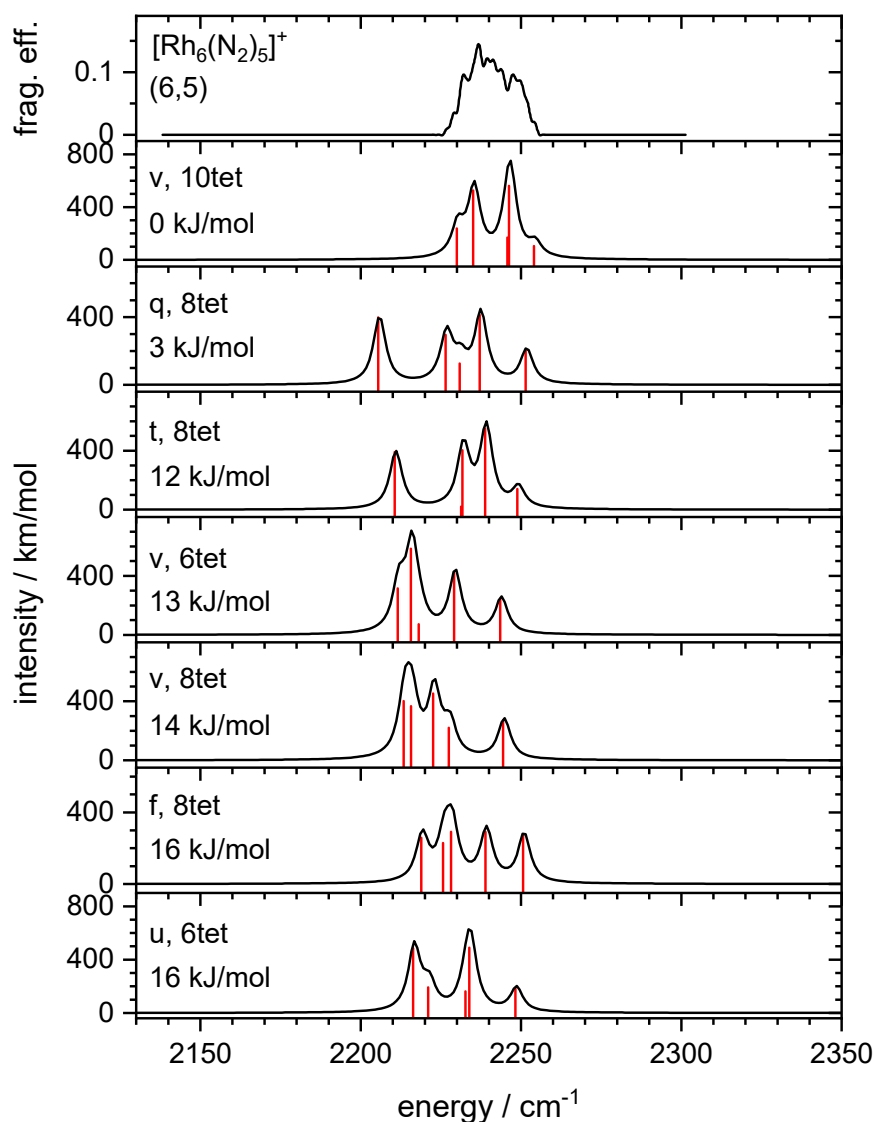 [Rh₆(N₂)₅]⁺
(6,5)
frag. eff.
0.1
0
800
400
0
v, 10tet
0 kJ/mol
400
0
q, 8tet
3 kJ/mol
400
0
t, 8tet
12 kJ/mol
400
0
v, 6tet
13 kJ/mol
400
0
v, 8tet
14 kJ/mol
400
0
f, 8tet
16 kJ/mol
800
400
0
u, 6tet
16 kJ/mol
intensity / km/mol
2150 2200 2250 2300 2350
energy / cm⁻¹